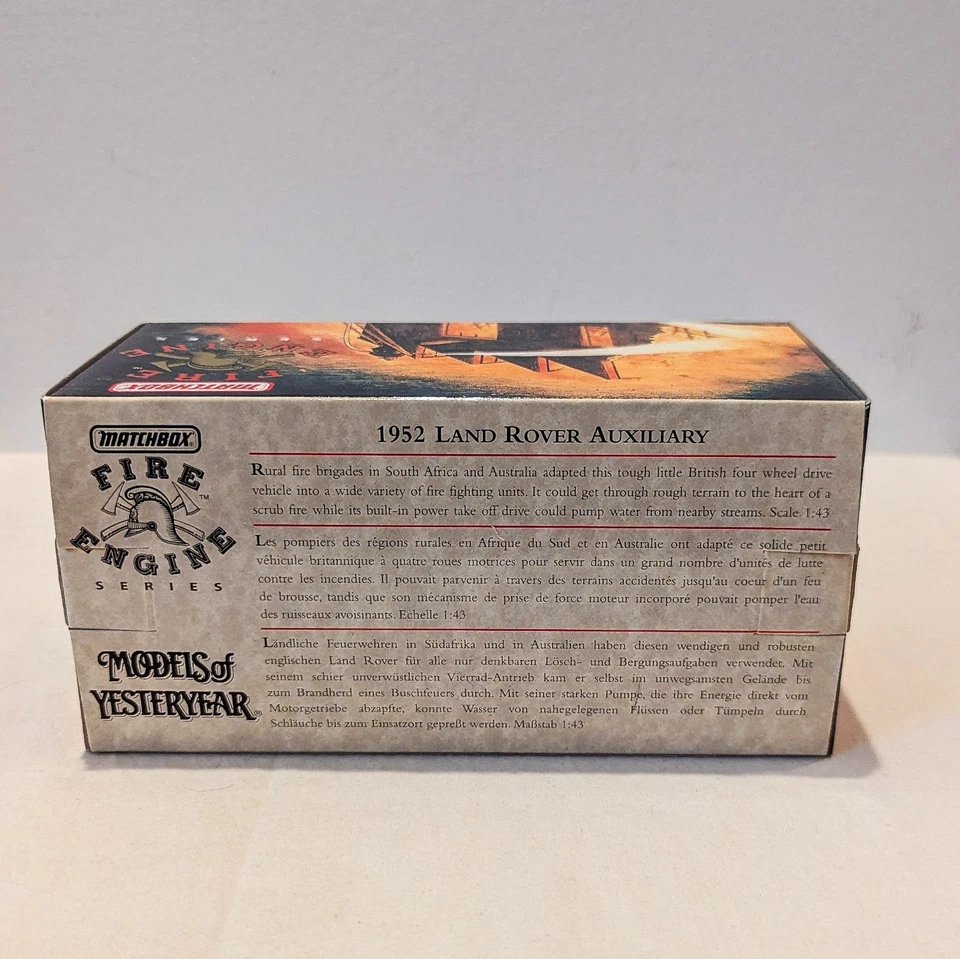 FIRE
ENGINE
MATCHBOX
MATCHBOX®
FIRE™
ENGINE
SERIES
MODELS of
YESTERYEAR®
1952 LAND ROVER AUXILIARY
Rural fire brigades in South Africa and Australia adapted this tough little British four wheel drive
vehicle into a wide variety of fire fighting units. It could get through rough terrain to the heart of a
scrub fire while its built-in power take off drive could pump water from nearby streams. Scale 1:43
Les pompiers des régions rurales en Afrique du Sud et en Australie ont adapté ce solide petit
véhicule britannique à quatre roues motrices pour servir dans un grand nombre d'unités de lutte
contre les incendies. Il pouvait parvenir à travers des terrains accidentés jusqu'au coeur d'un feu
de brousse, tandis que son mécanisme de prise de force moteur incorporé pouvait pomper l'eau
des ruisseaux avoisinants. Echelle 1:43
Ländliche Feuerwehren in Südafrika und in Australien haben diesen wendigen und robusten
englischen Land Rover für alle nur denkbaren Lösch- und Bergungsaufgaben verwendet. Mit
seinem schier unverwüstlichen Vierrad-Antrieb kam er selbst im unwegsamsten Gelände bis
zum Brandherd eines Buschfeuers durch. Mit seiner starken Pumpe, die ihre Energie direkt vom
Motorgetriebe abzapfte, konnte Wasser von nahegelegenen Flüssen oder Tümpeln durch
Schläuche bis zum Einsatzort gepreßt werden. Maßstab 1:43